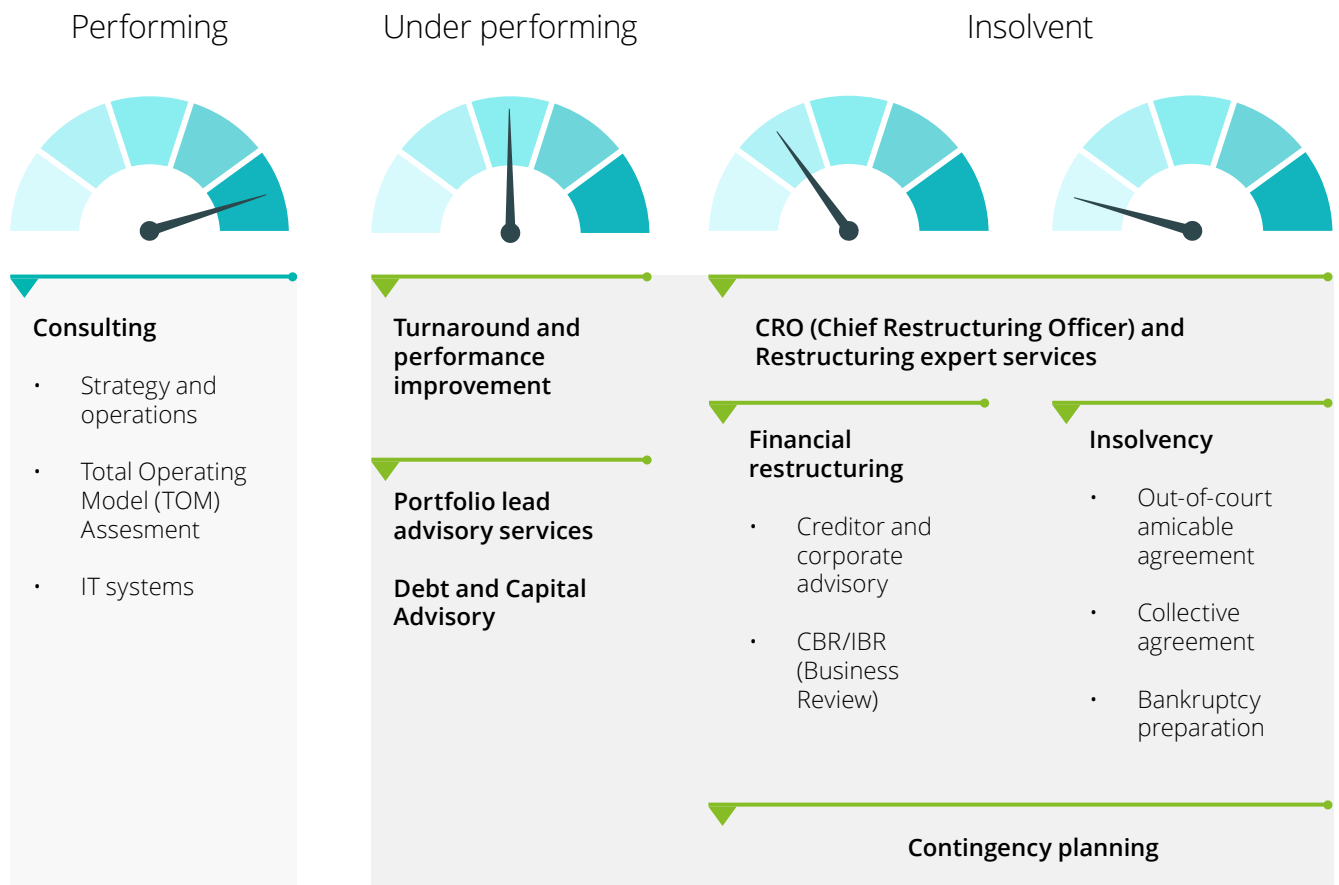 Performing
Under performing
Insolvent
Consulting
• Strategy and
operations
• Total Operating
Model (TOM)
Assesment
• IT systems
Turnaround and
performance
improvement
Portfolio lead
advisory services
Debt and Capital
Advisory
CRO (Chief Restructuring Officer) and
Restructuring expert services
Financial
restructuring
• Creditor and
corporate
advisory
• CBR/IBR
(Business
Review)
Insolvency
• Out-of-court
amicable
agreement
• Collective
agreement
• Bankruptcy
preparation
Contingency planning